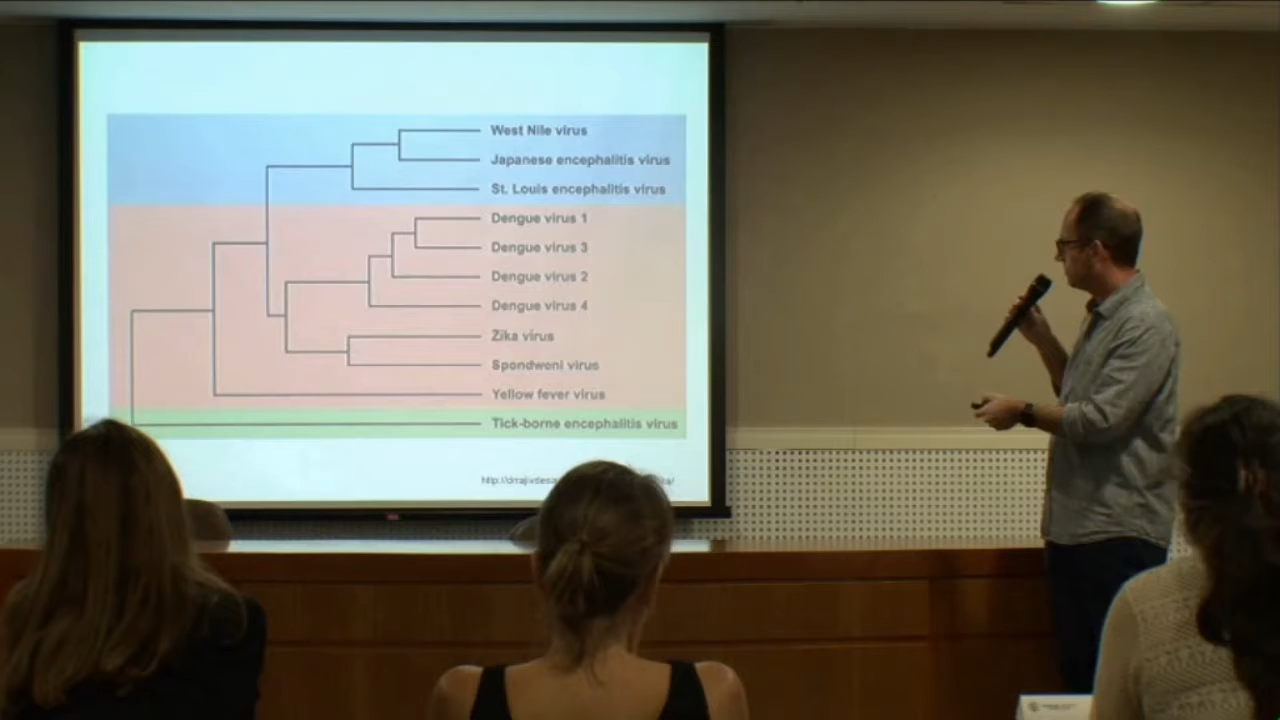 West Nile virus
Japanese encephalitis virus
St. Louis encephalitis virus
Dengue virus 1
Dengue virus 3
Dengue virus 2
Dengue virus 4
Zika virus
Spondweni virus
Yellow fever virus
Tick-borne encephalitis virus